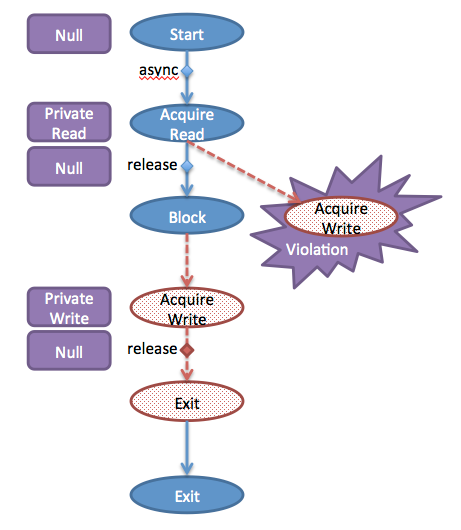 Null
Start
async
Private
Read
Acquire
Read
Null
release
Block
Acquire
Write
Violation
Private
Write
Acquire
Write
Null
release
Exit
Exit